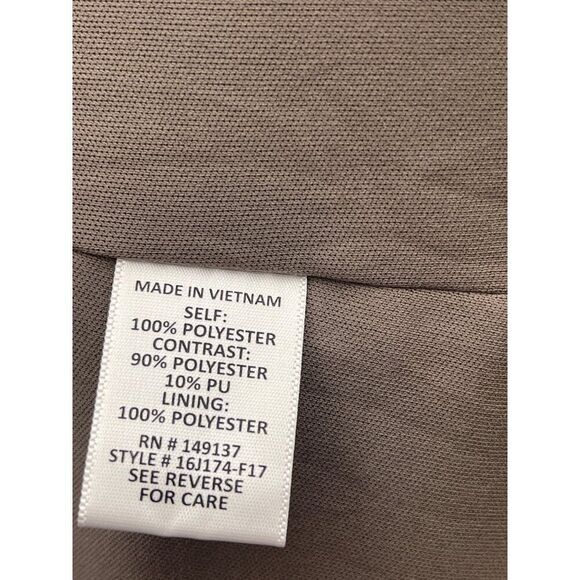 MADE IN VIETNAM
SELF:
100% POLYESTER
CONTRAST:
90% POLYESTER
10% PU
LINING:
100% POLYESTER
RN # 149137
STYLE # 16J174-F17
SEE REVERSE
FOR CARE